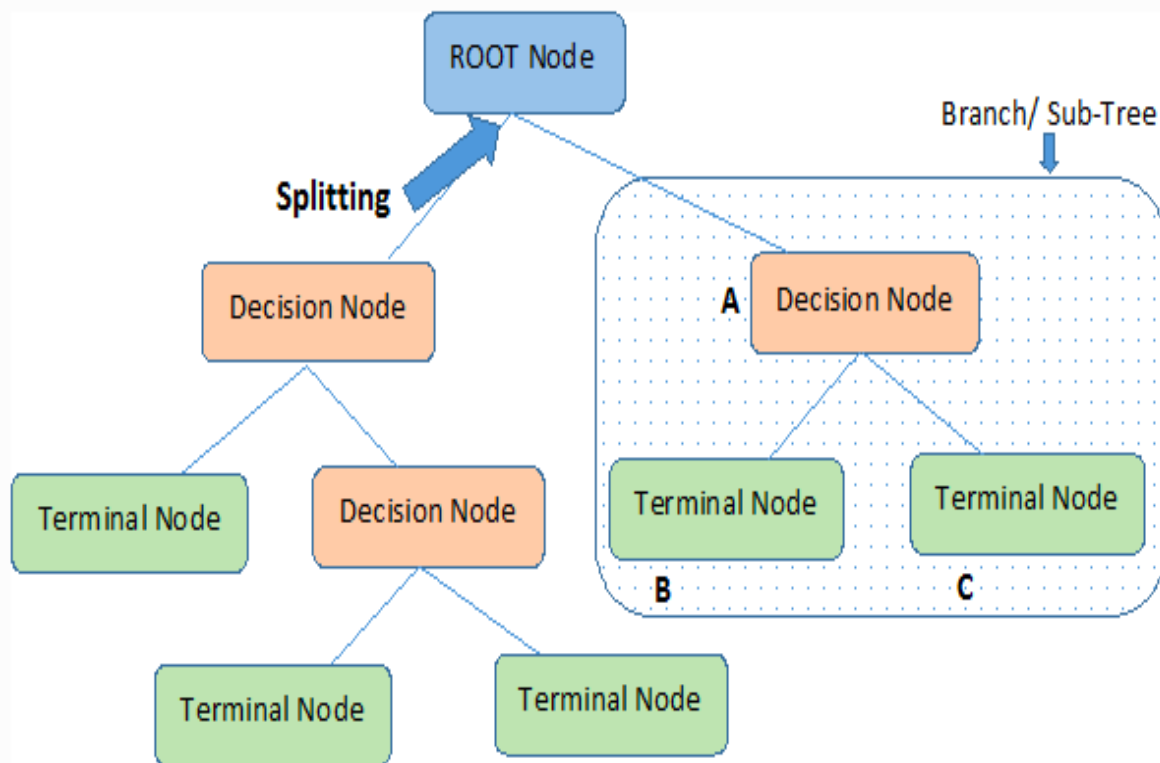 ROOT Node
Branch/ Sub-Tree
Splitting
Decision Node
A
Decision Node
Terminal Node
Decision Node
Terminal Node
Terminal Node
B
C
Terminal Node
Terminal Node